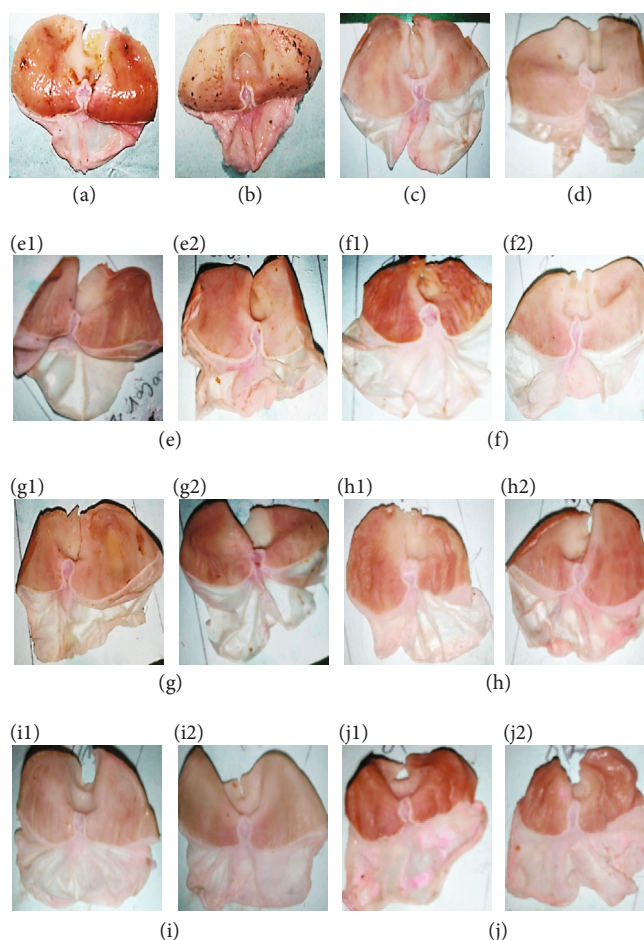 (a) (b) (c) (d)
(e1) (e2) (f1) (f2)
(e) (f)
(g1) (g2) (h1) (h2)
(g) (h)
(i1) (i2) (j1) (j2)
(i) (j)